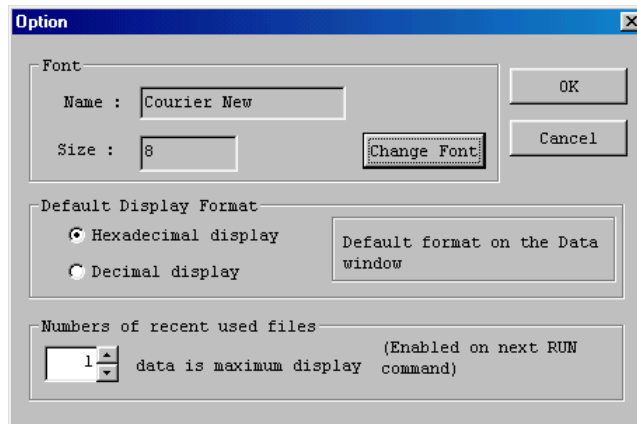 Option
Font
Name : Courier New
OK
Size : 8
Change Font
Cancel
Default Display Format
Hexadecimal display
Decimal display
Default format on the Data
window
Numbers of recent used files
1 data is maximum display
(Enabled on next RUN
command)